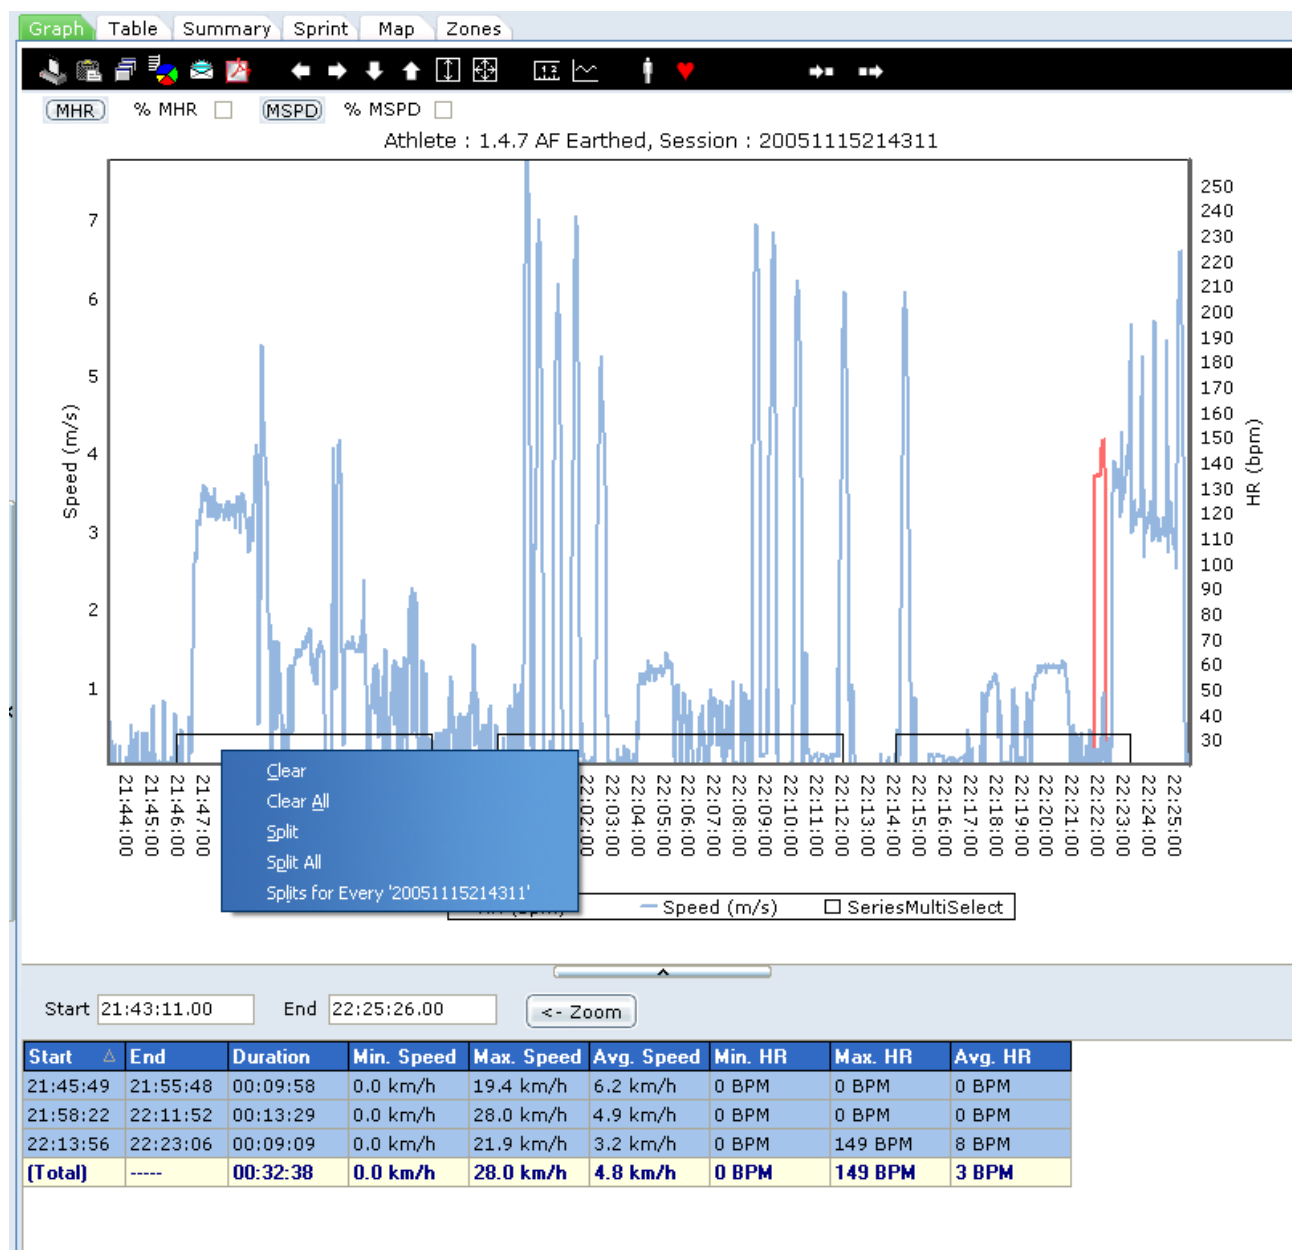 Graph Table Summary Sprint Map Zones
1 2
MHR % MHR MSPD % MSPD
Athlete : 1.4.7 AF Earthed, Session : 20051115214311
Speed (m/s)
7
6
5
4
3
2
1
250
240
230
220
210
200
190
180
170
160
150
140
130
120
110
100
90
80
70
60
50
40
30
HR (bpm)
21:44:00 21:45:00 21:46:00 21:47:00 22:02:00 22:03:00 22:04:00 22:05:00 22:06:00 22:07:00 22:08:00 22:09:00 22:10:00 22:11:00 22:12:00 22:13:00 22:14:00 22:15:00 22:16:00 22:17:00 22:18:00 22:19:00 22:20:00 22:21:00 22:22:00 22:23:00 22:24:00 22:25:00
Clear
Clear All
Split
Split All
Splits for Every '20051115214311'
Speed (m/s) SeriesMultiSelect
Start 21:43:11.00 End 22:25:26.00 <- Zoom
Start End Duration Min. Speed Max. Speed Avg. Speed Min. HR Max. HR Avg. HR
21:45:49 21:55:48 00:09:58 0.0 km/h 19.4 km/h 6.2 km/h 0 BPM 0 BPM 0 BPM
21:58:22 22:11:52 00:13:29 0.0 km/h 28.0 km/h 4.9 km/h 0 BPM 0 BPM 0 BPM
22:13:56 22:23:06 00:09:09 0.0 km/h 21.9 km/h 3.2 km/h 0 BPM 149 BPM 8 BPM
(Total) ----- 00:32:38 0.0 km/h 28.0 km/h 4.8 km/h 0 BPM 149 BPM 3 BPM